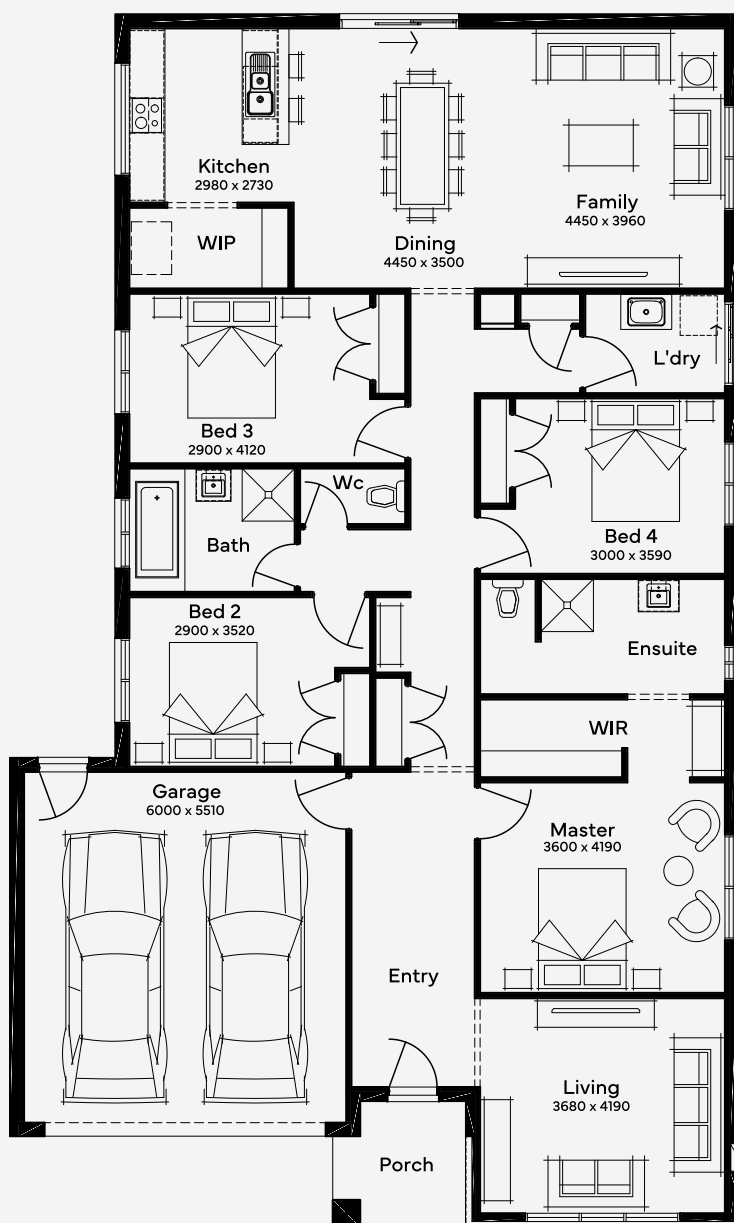 Kitchen
2980 x 2730
WIP
Dining
4450 x 3500
Family
4450 x 3960
L'dry
Bed 3
2900 x 4120
Wc
Bath
Bed 4
3000 x 3590
Bed 2
2900 x 3520
Ensuite
WIR
Garage
6000 x 5510
Master
3600 x 4190
Entry
Living
3680 x 4190
Porch